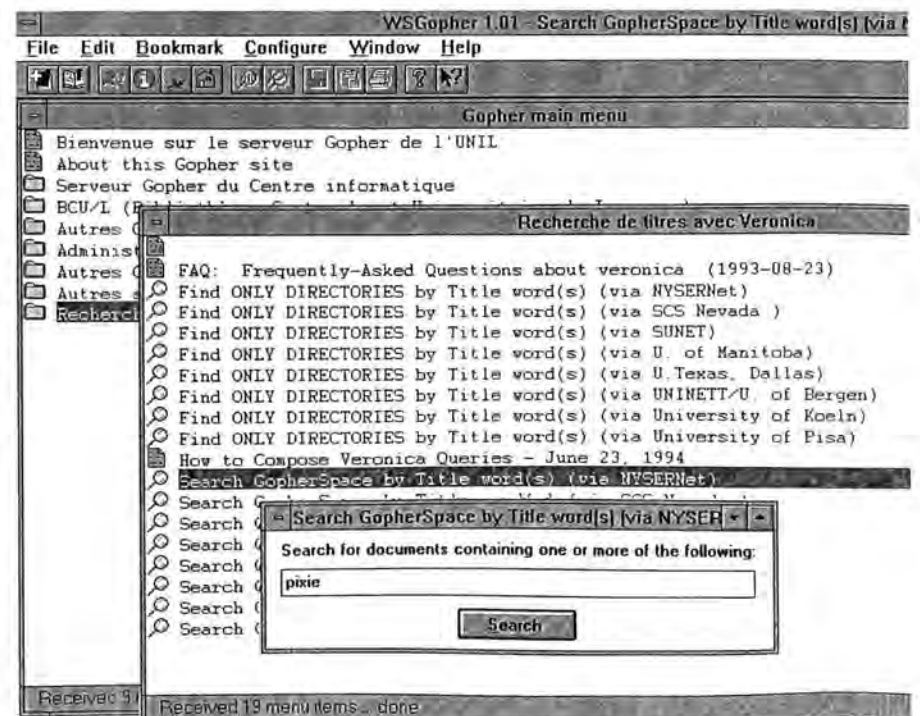 WSGopher 1.01 - Search GopherSpace by Title word(s) (via
File Edit Bookmark Configure Window Help
Gopher main menu
Bienvenue sur le serveur Gopher de l'UNIL
About this Gopher site
Serveur Gopher du Centre informatique
BCU/L
Autres
Administ
Autres
Autres
Recherc
Recherche de titres avec Veronica
FAQ: Frequently-Asked Questions about veronica (1993-08-23)
Find ONLY DIRECTORIES by Title word(s) (via NYSERNet)
Find ONLY DIRECTORIES by Title word(s) (via SCS Nevada )
Find ONLY DIRECTORIES by Title word(s) (via SUNET)
Find ONLY DIRECTORIES by Title word(s) (via U. of Manitoba)
Find ONLY DIRECTORIES by Title word(s) (via U.Texas, Dallas)
Find ONLY DIRECTORIES by Title word(s) (via UNINETT/U. of Bergen)
Find ONLY DIRECTORIES by Title word(s) (via University of Koeln)
Find ONLY DIRECTORIES by Title word(s) (via University of Pisa)
How to Compose Veronica Queries - June 23, 1994
Search GopherSpace by Title word(s) (via NYSERNet)
Search
Search
Search
Search
Search
Search
Search
Search GopherSpace by Title word(s) (via NYSER
Search for documents containing one or more of the following:
pixie
Search
Received
Received 19 menu items... done